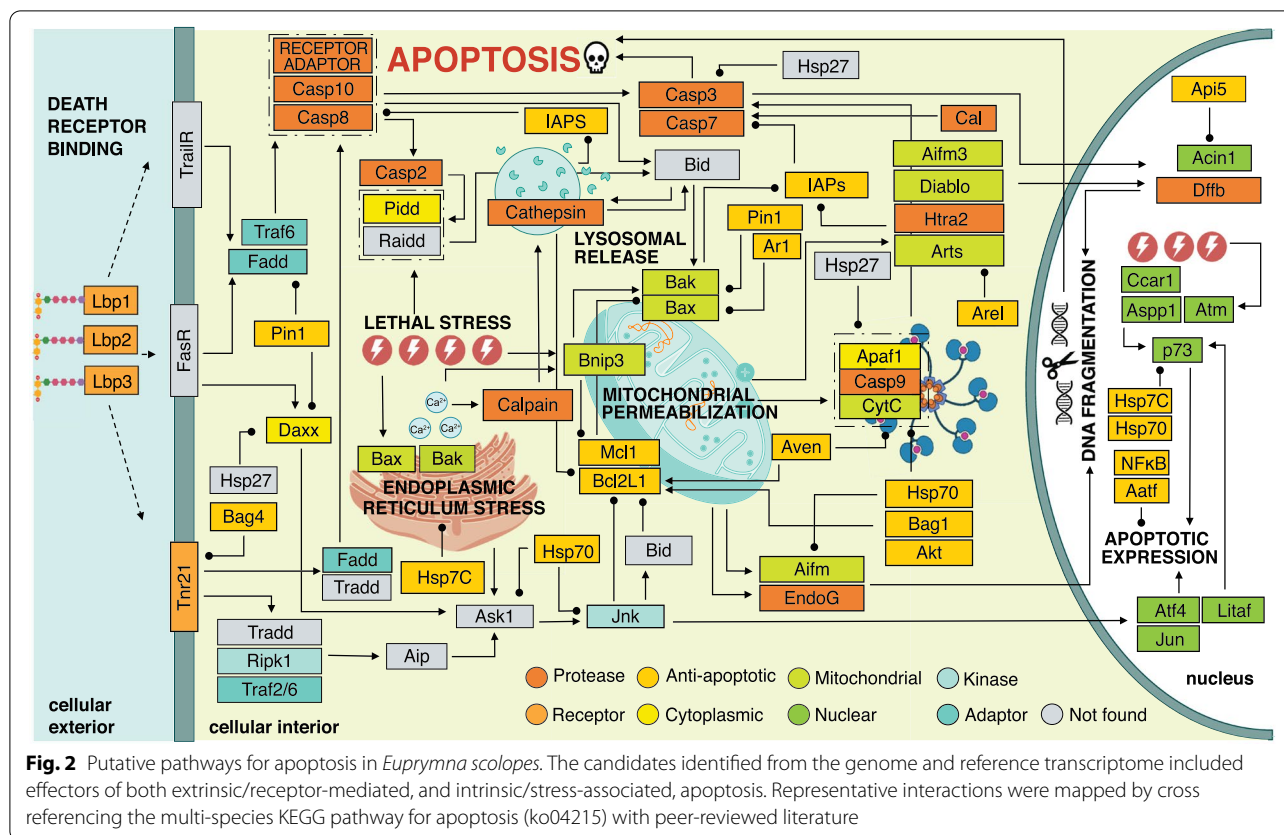 RECEPTOR
ADAPTOR
Casp10
Casp8
APOPTOSIS
Hsp27
Casp3
Casp7
Cal
Api5
Acin1
Dffb
DEATH
RECEPTOR
BINDING
TrailR
IAPS
Casp2
Pidd
Raidd
Cathepsin
Bid
IAPs
Aifm3
Diablo
Htra2
Arts
LYSOSOMAL
RELEASE
Pin1
Ar1
Hsp27
Traf6
Fadd
Bak
Bax
Arel
Ccar1
Aspp1
Atm
p73
Lbp1
Lbp2
Lbp3
FasR
Pin1
LETHAL STRESS
Bnip3
Apaf1
Casp9
CytC
DNA FRAGMENTATION
MITOCHONDRIAL
PERMEABILIZATION
Ca2+
Ca2+
Ca2+
Calpain
Hsp7C
Hsp70
NFκB
Aatf
Daxx
Hsp27
Bag4
Bax
Bak
ENDOPLASMIC
RETICULUM STRESS
Mcl1
Bcl2L1
Aven
Hsp70
Bag1
Akt
APOPTOTIC
EXPRESSION
Tnr21
Fadd
Tradd
Hsp7C
Hsp70
Bid
Aifm
EndoG
Tradd
Ripk1
Traf2/6
Aip
Ask1
Jnk
Atf4
Jun
Litaf
nucleus
cellular
exterior
cellular interior
Protease
Anti-apoptotic
Mitochondrial
Kinase
Receptor
Cytoplasmic
Nuclear
Adaptor
Not found
Fig. 2 Putative pathways for apoptosis in Euprymna scolopes. The candidates identified from the genome and reference transcriptome included
effectors of both extrinsic/receptor-mediated, and intrinsic/stress-associated, apoptosis. Representative interactions were mapped by cross
referencing the multi-species KEGG pathway for apoptosis (ko04215) with peer-reviewed literature